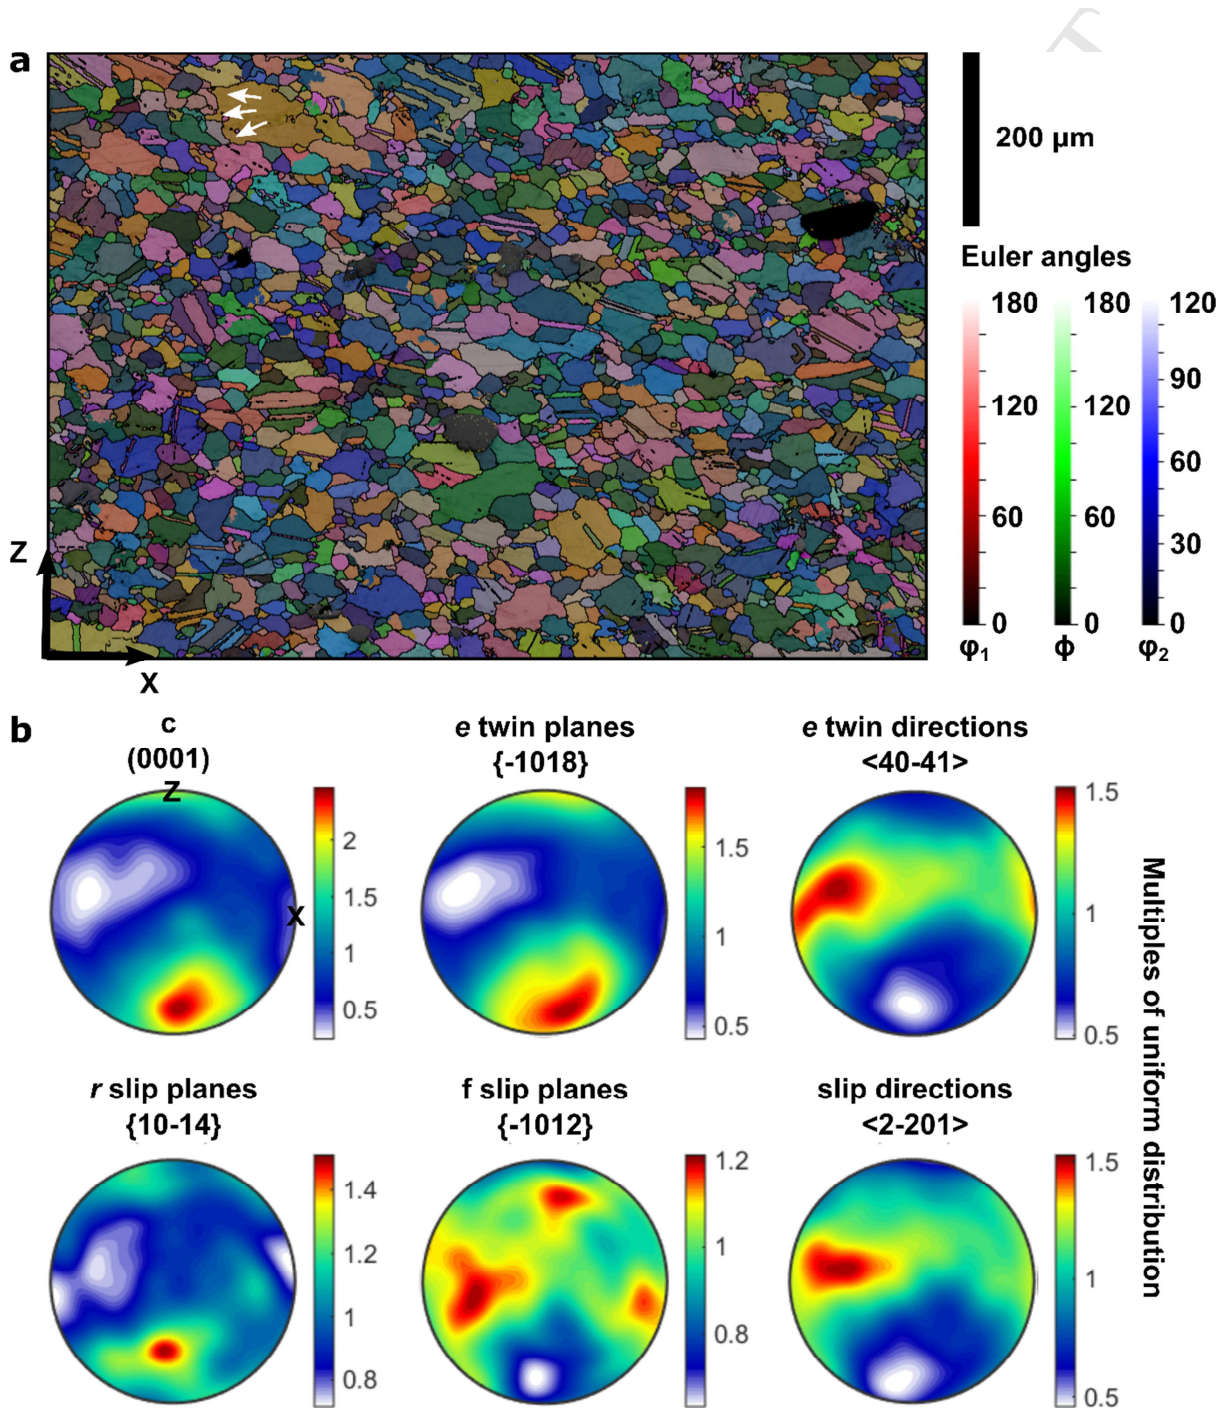 a
200 µm
Euler angles
180 180 120
90
120 120
60
60 60
30
0 0 0
φ₁ ϕ φ₂
Z
X
b
c
(0001)
e twin planes
{-1018}
e twin directions
<40-41>
Z
X
2
1.5
1
0.5
1.5
1
0.5
1.5
1
0.5
r slip planes
{10-14}
f slip planes
{-1012}
slip directions
<2-201>
1.4
1.2
1
0.8
1.2
1
0.8
1.5
1
0.5
Multiples of uniform distribution